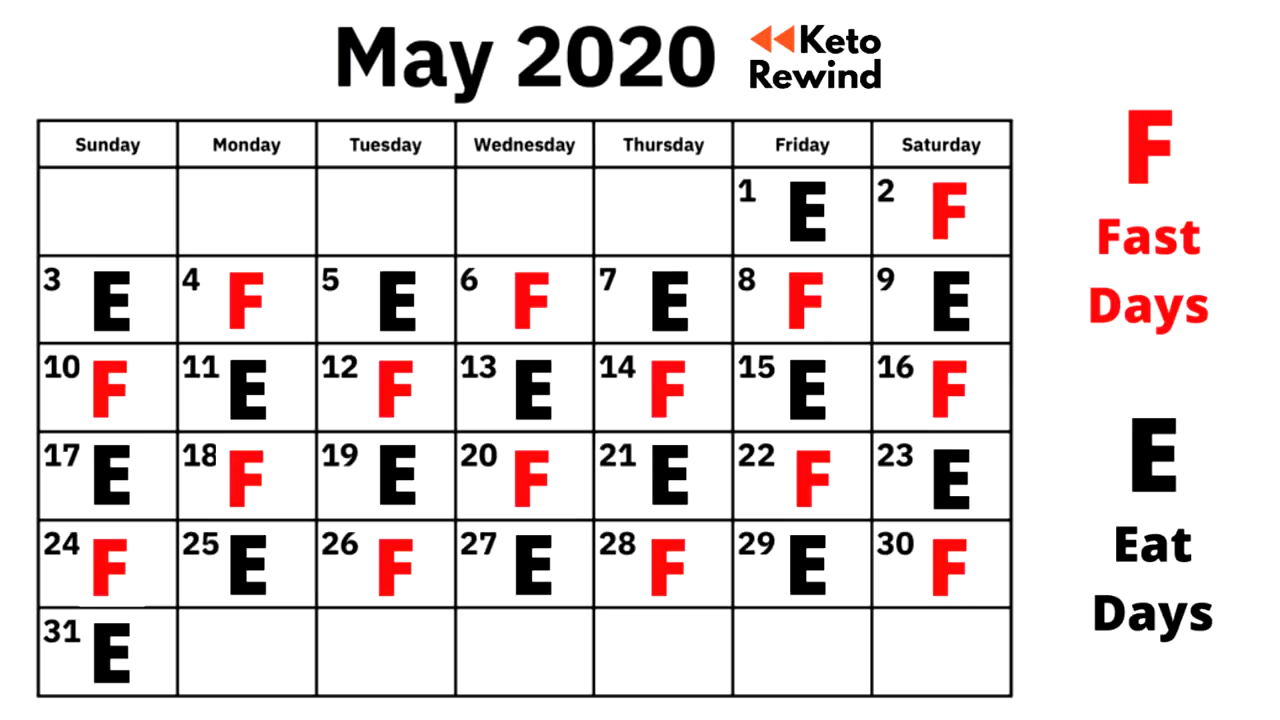 May 2020
Keto
Rewind
Sunday Monday Tuesday Wednesday Thursday Friday Saturday
1 E 2 F
3 E 4 F 5 E 6 F 7 E 8 F 9 E
10 F 11 E 12 F 13 E 14 F 15 E 16 F
17 E 18 F 19 E 20 F 21 E 22 F 23 E
24 F 25 E 26 F 27 E 28 F 29 E 30 F
31 E
F
Fast
Days
E
Eat
Days